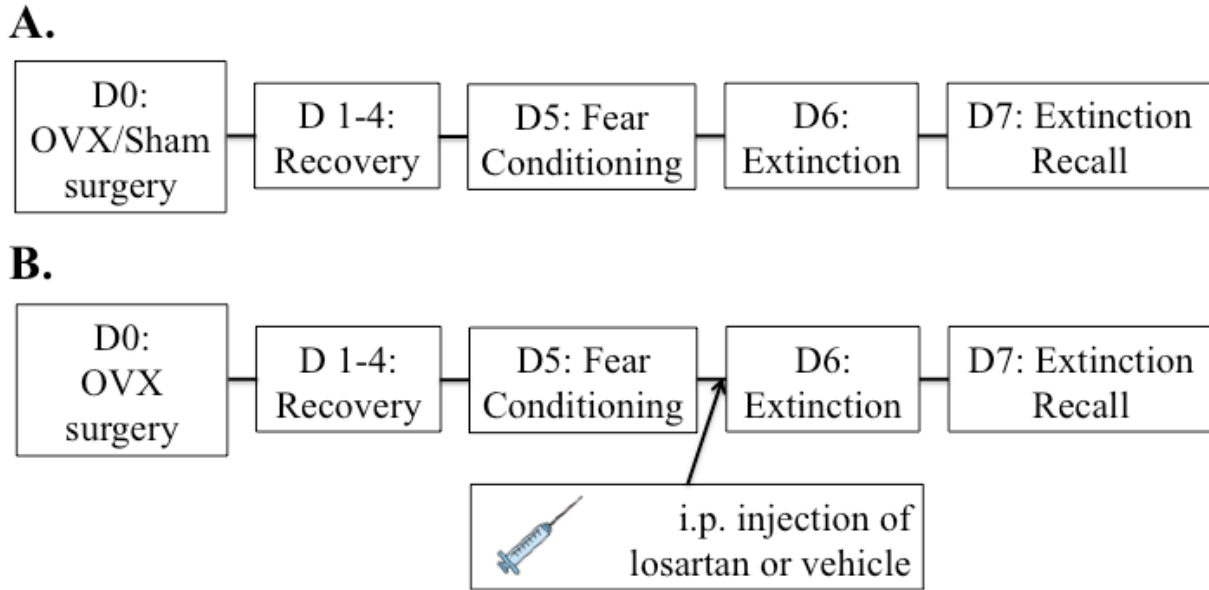 A.
D0:
OVX/Sham
surgery
D 1-4:
Recovery
D5: Fear
Conditioning
D6:
Extinction
D7: Extinction
Recall
B.
D0:
OVX
surgery
D 1-4:
Recovery
D5: Fear
Conditioning
D6:
Extinction
D7: Extinction
Recall
i.p. injection of
losartan or vehicle